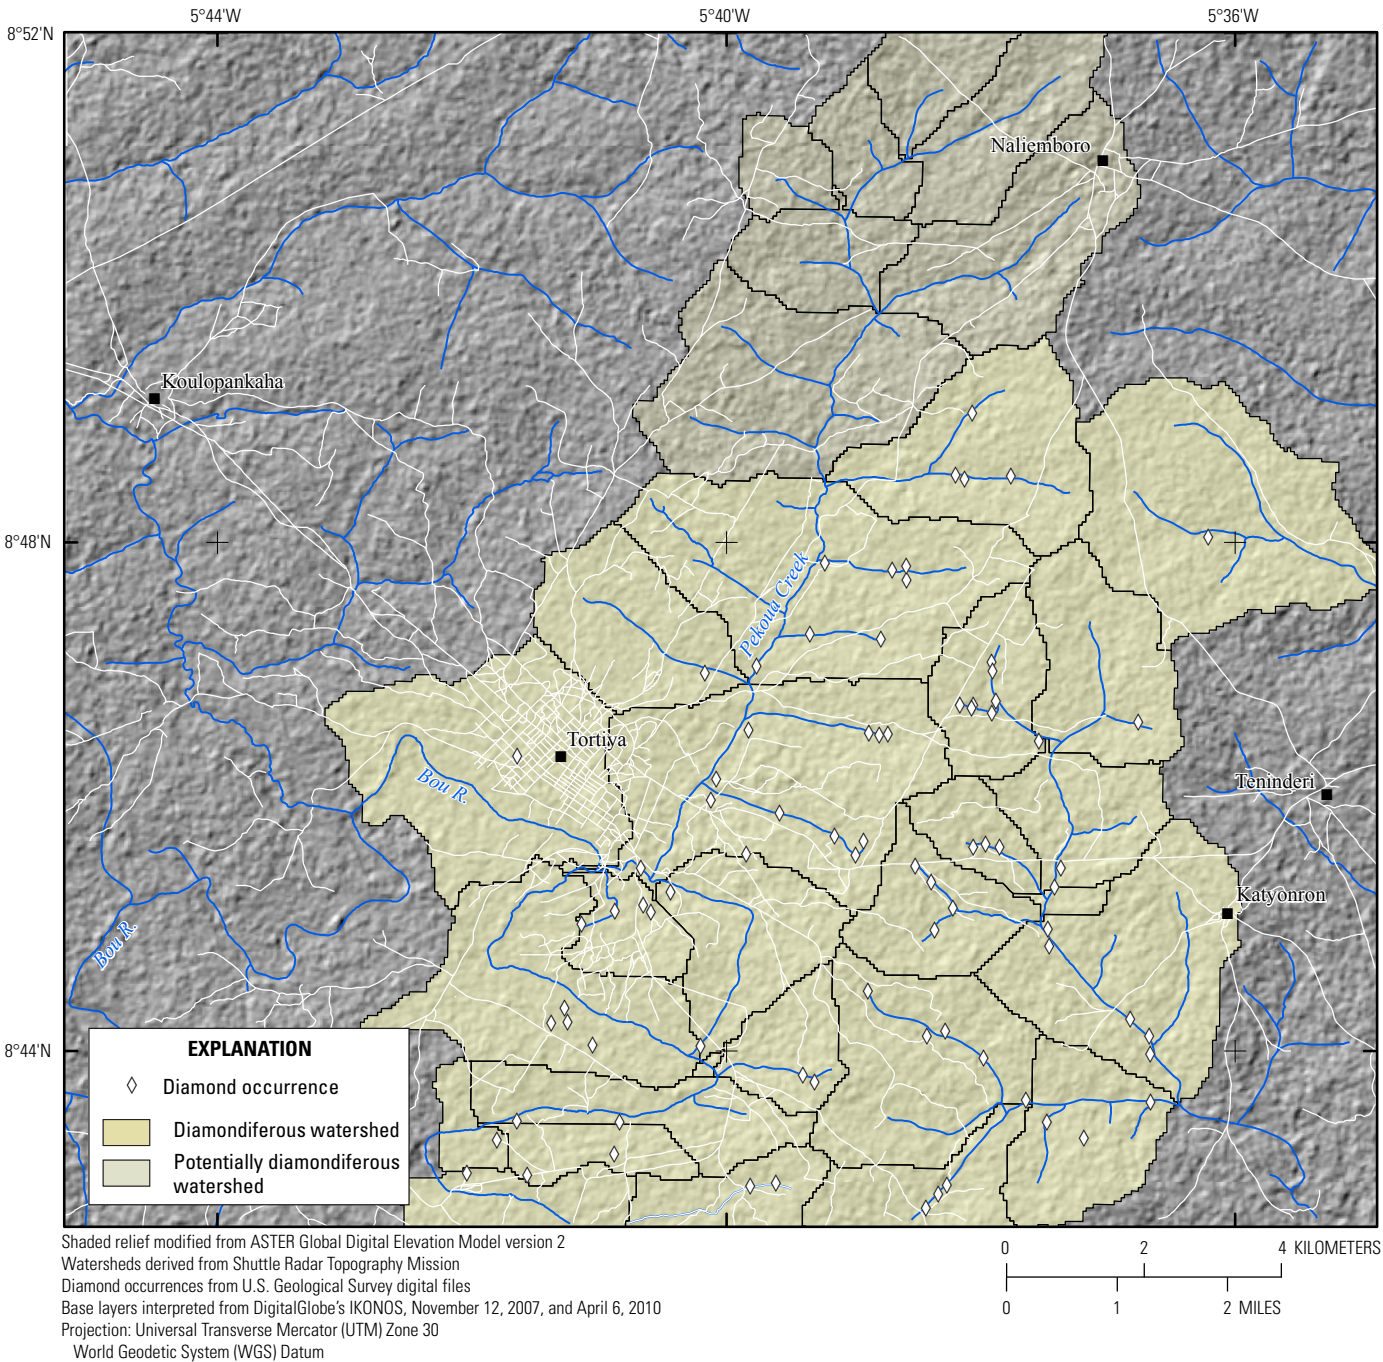 5°44'W 5°40'W 5°36'W
8°52'N
Naliemboro
Koulopankaha
8°48'N
Pekoua Creek
Tortiya
Bou R.
Teninderi
Katyonron
Bou R.
8°44'N
EXPLANATION
Diamond occurrence
Diamondiferous watershed
Potentially diamondiferous
watershed
Shaded relief modified from ASTER Global Digital Elevation Model version 2
Watersheds derived from Shuttle Radar Topography Mission
Diamond occurrences from U.S. Geological Survey digital files
Base layers interpreted from DigitalGlobe's IKONOS, November 12, 2007, and April 6, 2010
Projection: Universal Transverse Mercator (UTM) Zone 30
World Geodetic System (WGS) Datum
0 2 4 KILOMETERS
0 1 2 MILES